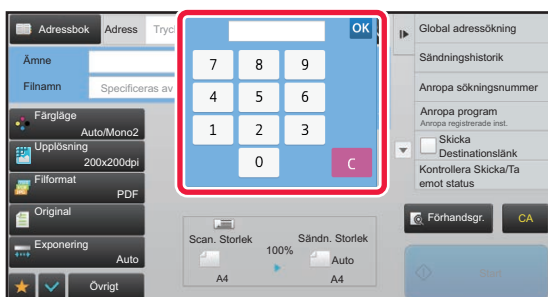 Adressbok
Adress
Tryc
Ämne
Filnamn
Specificeras av
Färgläge
Auto/Mono2
Upplösning
200x200dpi
Filformat
PDF
Original
Exponering
Auto
Övrigt
OK
7 8 9
4 5 6
1 2 3
0 C
Scan. Storlek
100%
Sändn. Storlek
A4
Auto
A4
Global adressökning
Sändningshistorik
Anropa sökningsnummer
Anropa program
Anropa registrerade inst.
Skicka
Destinationslänk
Kontrollera Skicka/Ta
emot status
Förhandsgr.
CA
Start